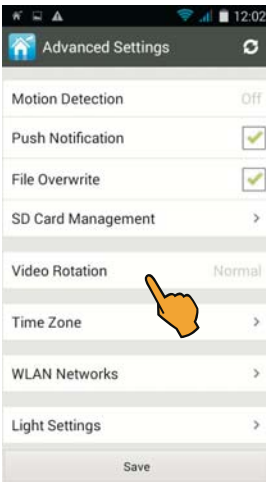 12:02
Advanced Settings
Motion Detection Off
Push Notification
File Overwrite
SD Card Management
Video Rotation Normal
Time Zone
WLAN Networks
Light Settings
Save